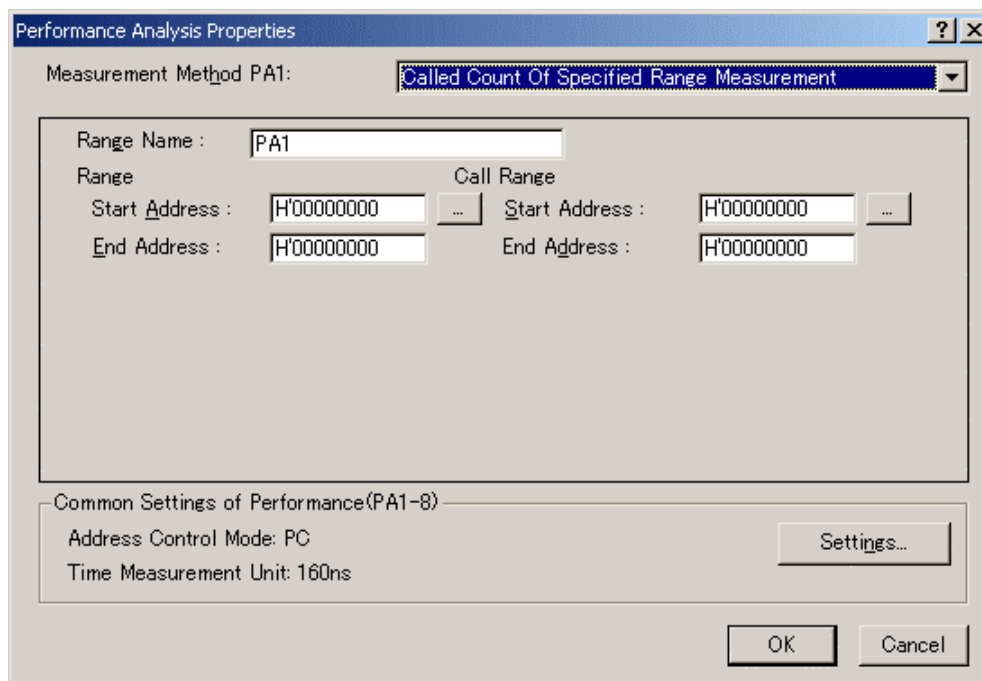 Performance Analysis Properties
Measurement Method PA1: Called Count Of Specified Range Measurement
Range Name : PA1
Range Call Range
Start Address : H'00000000 ... Start Address : H'00000000 ...
End Address : H'00000000 End Address : H'00000000
Common Settings of Performance(PA1-8)
Address Control Mode: PC
Settings...
Time Measurement Unit: 160ns
OK Cancel